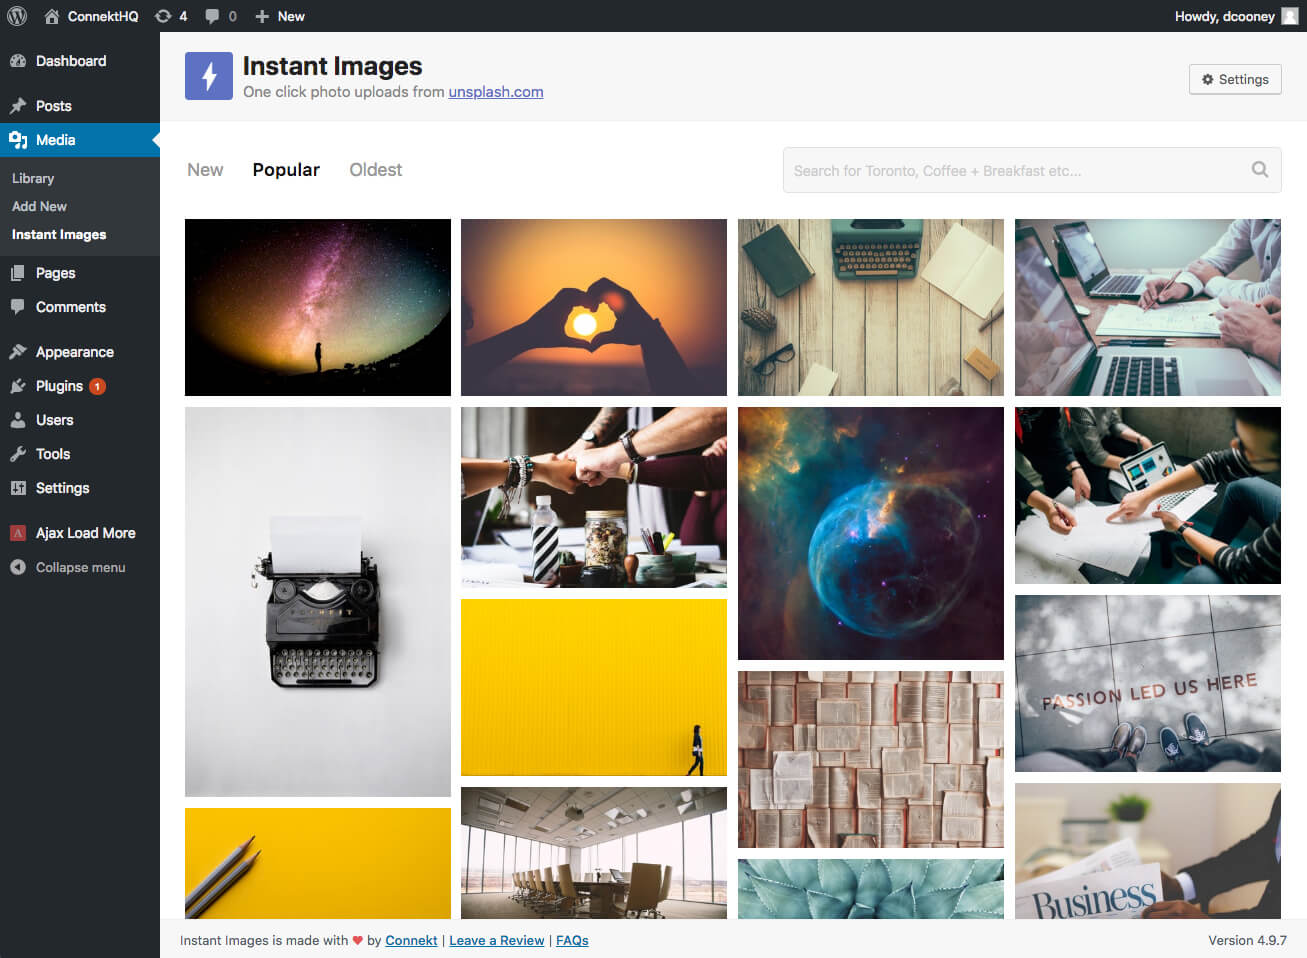 ConnektHQ
4
0
New
Howdy, dcooney
Dashboard
Posts
Media
Library
Add New
Instant Images
Pages
Comments
Appearance
Plugins 1
Users
Tools
Settings
A Ajax Load More
Collapse menu
Instant Images
One click photo uploads from unsplash.com
Settings
New
Popular
Oldest
Search for Toronto, Coffee + Breakfast etc...
PASSION LED US HERE
Business
Instant Images is made with ❤ by Connekt | Leave a Review | FAQs
Version 4.9.7